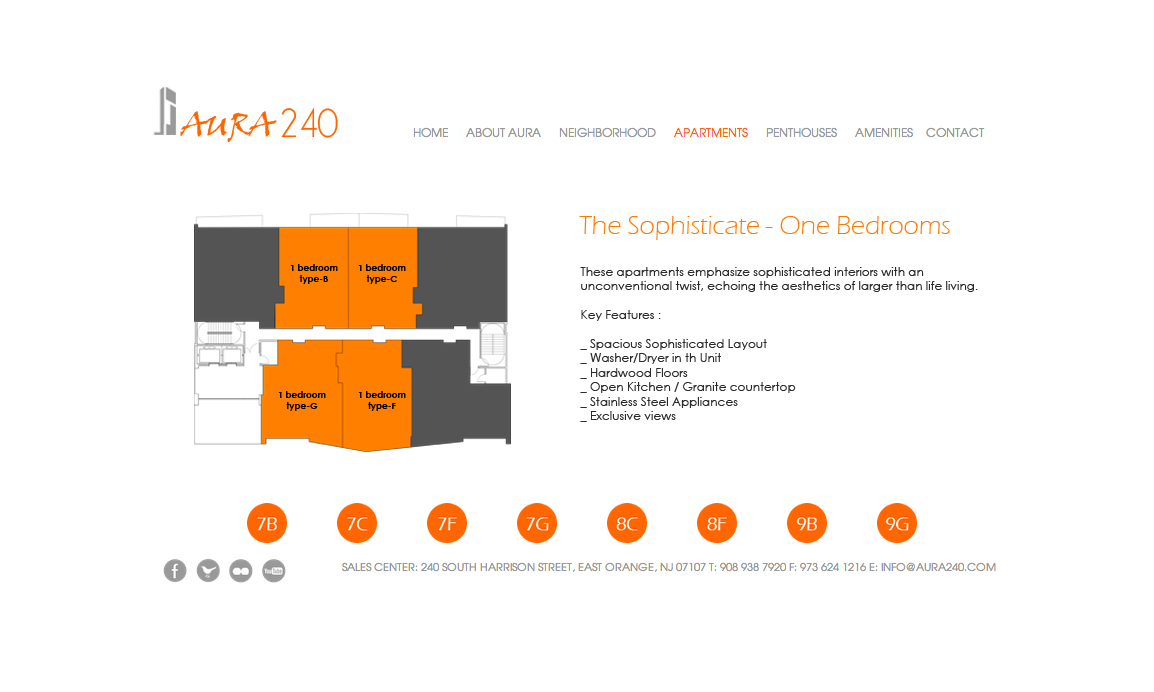 AURA 240
HOME ABOUT AURA NEIGHBORHOOD APARTMENTS PENTHOUSES AMENITIES CONTACT
1 bedroom
type-B
1 bedroom
type-C
1 bedroom
type-G
1 bedroom
type-F
The Sophisticate - One Bedrooms
These apartments emphasize sophisticated interiors with an
unconventional twist, echoing the aesthetics of larger than life living.
Key Features :
_ Spacious Sophisticated Layout
_ Washer/Dryer in th Unit
_ Hardwood Floors
_ Open Kitchen / Granite countertop
_ Stainless Steel Appliances
_ Exclusive views
7B 7C 7F 7G 8C 8F 9B 9G
f YouTube
SALES CENTER: 240 SOUTH HARRISON STREET, EAST ORANGE, NJ 07107 T: 908 938 7920 F: 973 624 1216 E: INFO@AURA240.COM